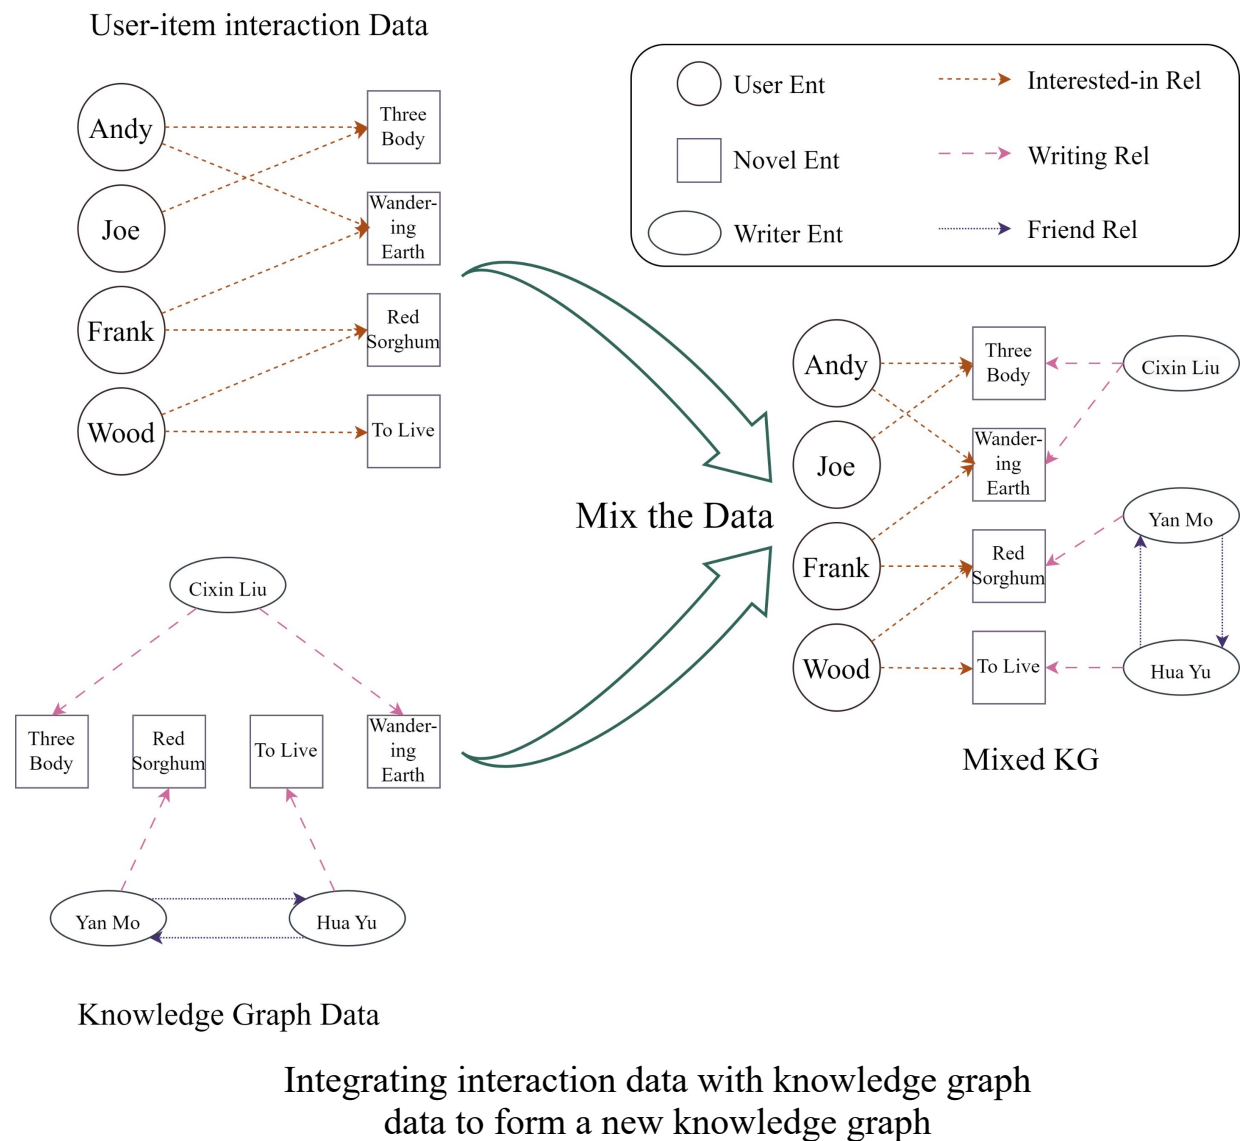 User-item interaction Data
Andy
Joe
Frank
Wood
Three
Body
Wander-
ing
Earth
Red
Sorghum
To Live
User Ent
Novel Ent
Writer Ent
Interested-in Rel
Writing Rel
Friend Rel
Mix the Data
Cixin Liu
Three
Body
Red
Sorghum
To Live
Wander-
ing
Earth
Yan Mo
Hua Yu
Knowledge Graph Data
Andy
Joe
Frank
Wood
Three
Body
Wander-
ing
Earth
Red
Sorghum
To Live
Cixin Liu
Yan Mo
Hua Yu
Mixed KG
Integrating interaction data with knowledge graph
data to form a new knowledge graph